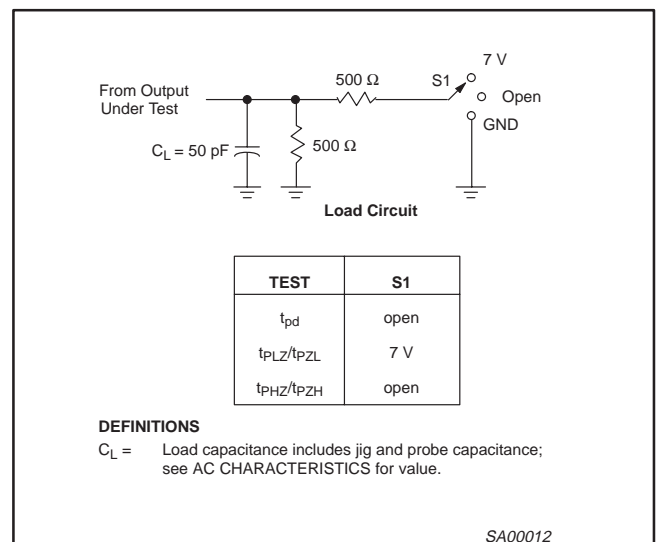 7 V
500 Ω
S1
From Output
Under Test
Open
GND
C_L = 50 pF
500 Ω
Load Circuit
TEST S1
t_pd open
t_PLZ/t_PZL 7 V
t_PHZ/t_PZH open
DEFINITIONS
C_L = Load capacitance includes jig and probe capacitance;
see AC CHARACTERISTICS for value.
SA00012